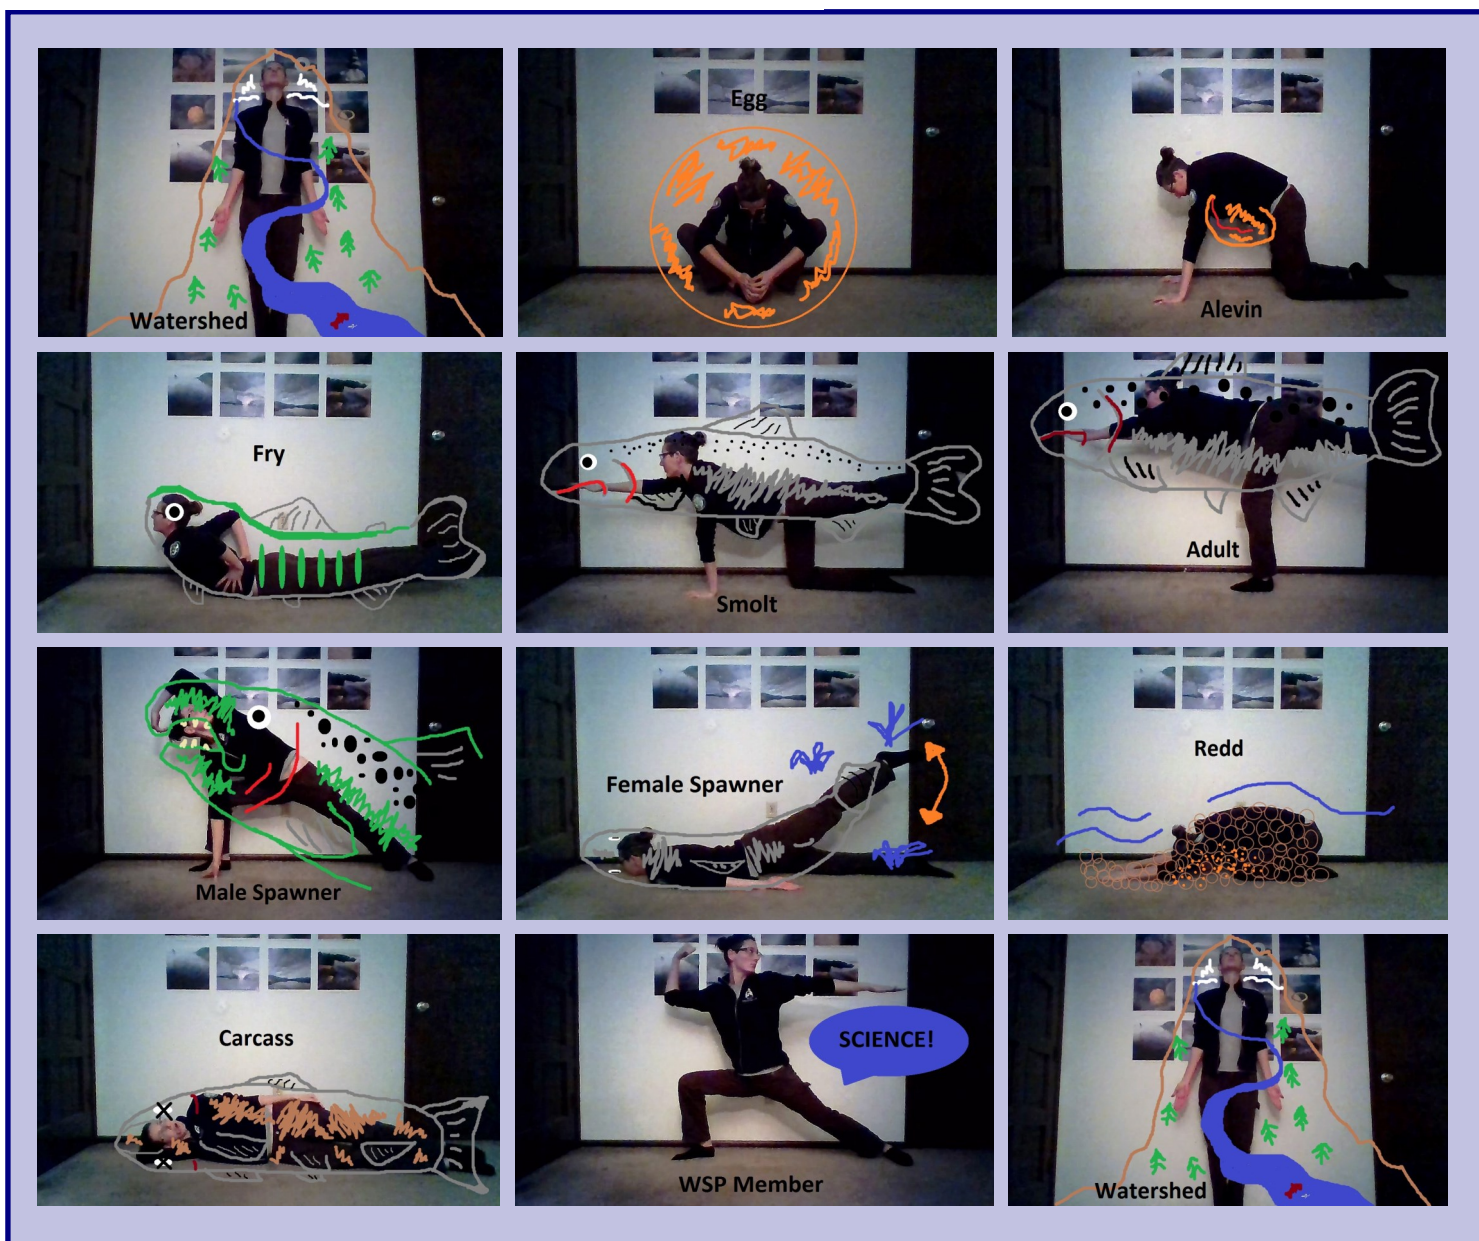 Watershed
Egg
Alevin
Fry
Smolt
Adult
Male Spawner
Female Spawner
Redd
Carcass
SCIENCE!
WSP Member
Watershed